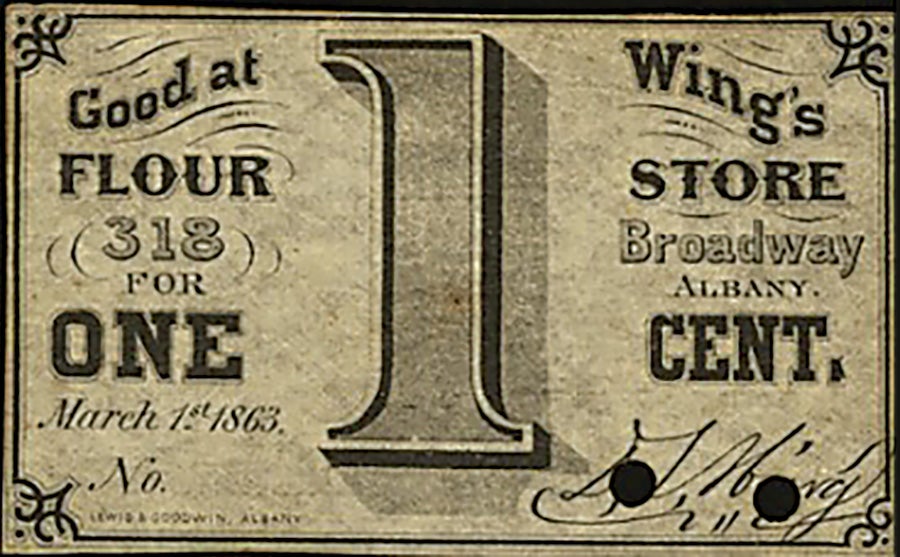 Good at Wing's
FLOUR STORE
318 Broadway
FOR ALBANY.
ONE 1 CENT.
March 1st 1863.
No.
LEWIS & GOODWIN, ALBANY
Wing